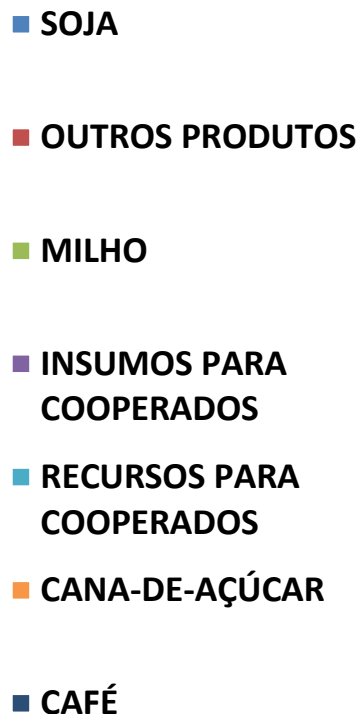 SOJA
OUTROS PRODUTOS
MILHO
INSUMOS PARA
COOPERADOS
RECURSOS PARA
COOPERADOS
CANA-DE-AÇÚCAR
CAFÉ